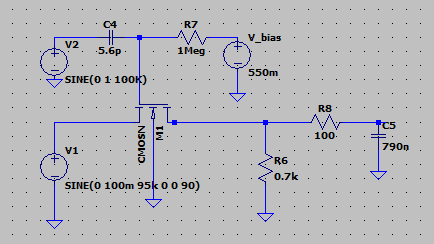 C4
R7
V_bias
V2
5.6p
1Meg
550m
SINE(0 1 100K)
CMOSN
M1
R8
C5
100
790n
V1
R6
0.7k
SINE(0 100m 95k 0 0 90)